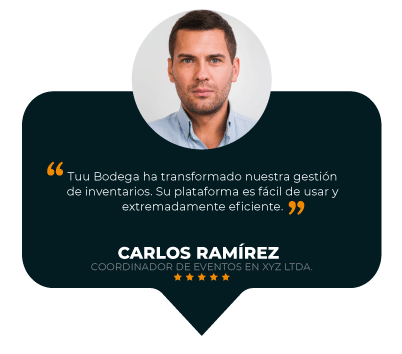 “Tuu Bodega ha transformado nuestra gestión
de inventarios. Su plataforma es fácil de usar y
extremadamente eficiente.”
CARLOS RAMÍREZ
COORDINADOR DE EVENTOS EN XYZ LTDA.